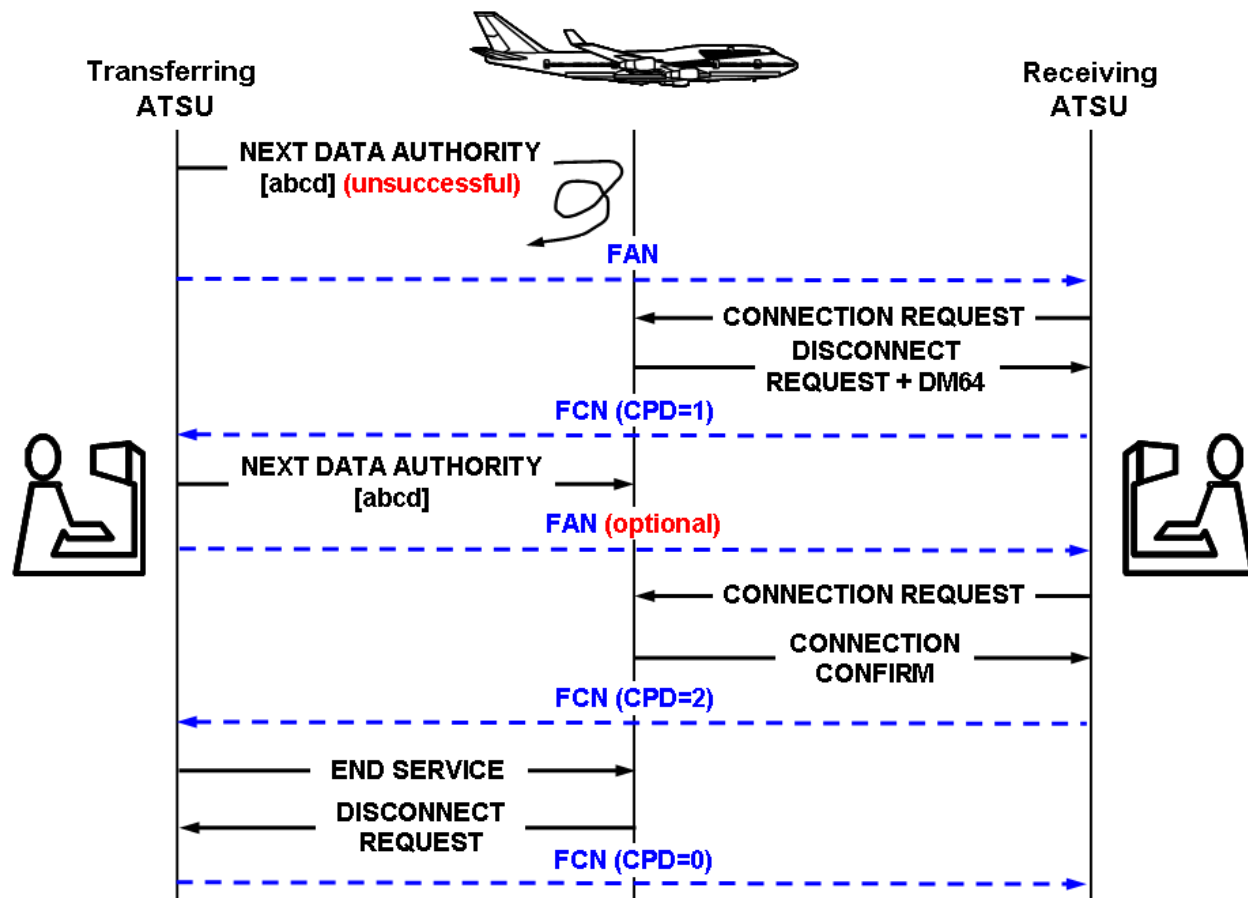 Transferring
ATSU
Receiving
ATSU
NEXT DATA AUTHORITY
[abcd] (unsuccessful)
FAN
CONNECTION REQUEST
DISCONNECT
REQUEST + DM64
FCN (CPD=1)
NEXT DATA AUTHORITY
[abcd]
FAN (optional)
CONNECTION REQUEST
CONNECTION
CONFIRM
FCN (CPD=2)
END SERVICE
DISCONNECT
REQUEST
FCN (CPD=0)